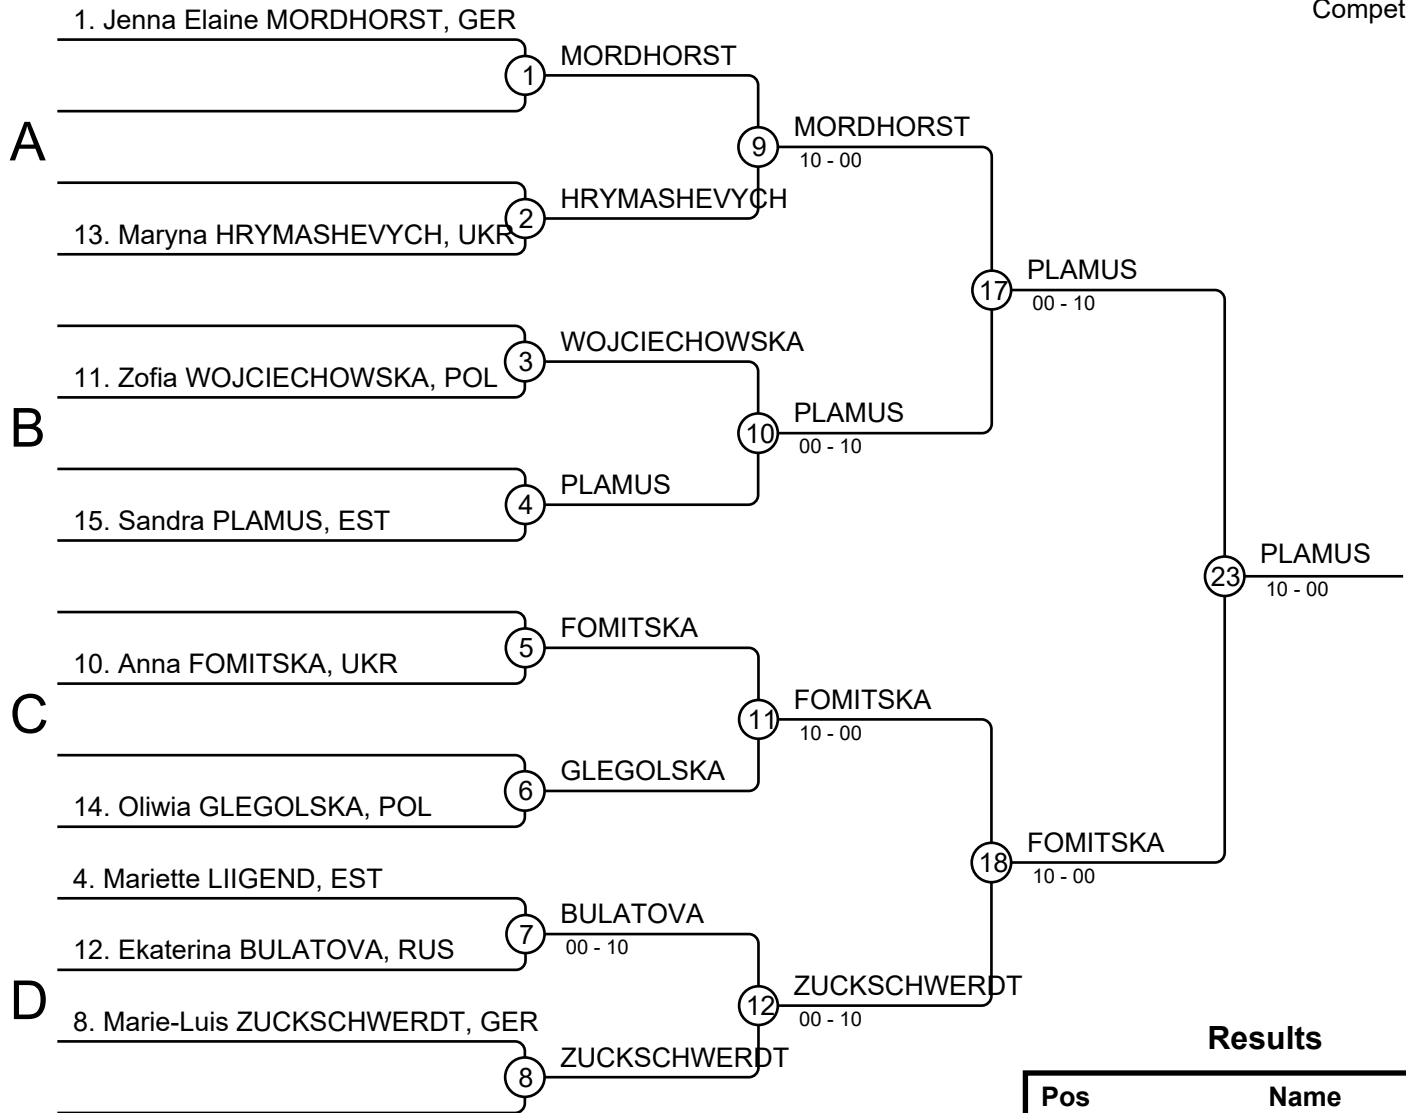 Compet
1. Jenna Elaine MORDHORST, GER
1
MORDHORST
A
9
MORDHORST
10 - 00
2
HRYMASHEVYCH
13. Maryna HRYMASHEVYCH, UKR
17
PLAMUS
00 - 10
3
WOJCIECHOWSKA
11. Zofia WOJCIECHOWSKA, POL
B
10
PLAMUS
00 - 10
4
PLAMUS
15. Sandra PLAMUS, EST
23
PLAMUS
10 - 00
5
FOMITSKA
10. Anna FOMITSKA, UKR
C
11
FOMITSKA
10 - 00
6
GLEGOLSKA
14. Oliwia GLEGOLSKA, POL
18
FOMITSKA
10 - 00
4. Mariette LIIGEND, EST
7
BULATOVA
00 - 10
12. Ekaterina BULATOVA, RUS
D
12
ZUCKSCHWERDT
00 - 10
8. Marie-Luis ZUCKSCHWERDT, GER
8
ZUCKSCHWERDT
Results
Pos Name